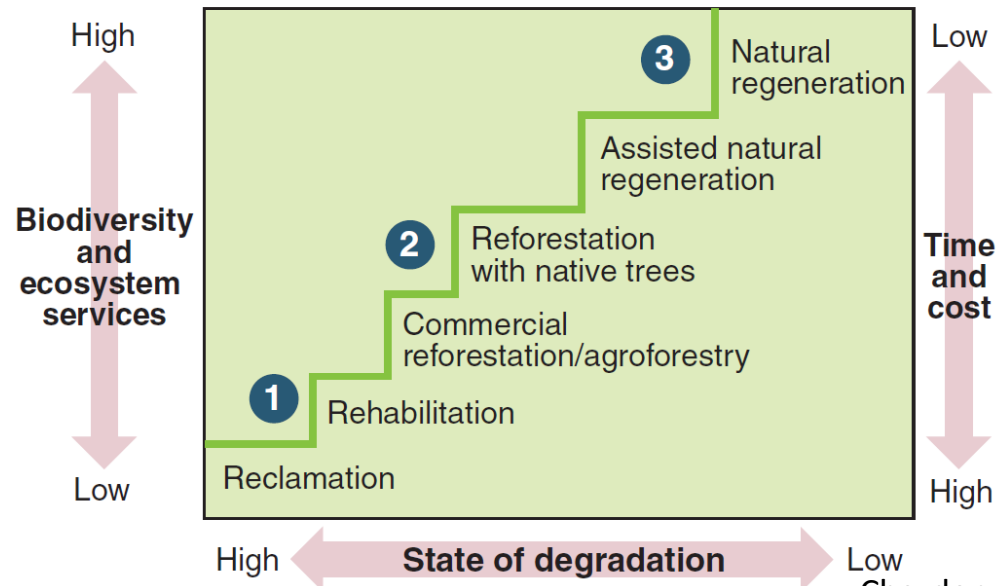 High
Low
3
Natural
regeneration
Assisted natural
regeneration
Biodiversity
and
ecosystem
services
2
Reforestation
with native trees
Time
and
cost
Commercial
reforestation/agroforestry
1
Rehabilitation
Reclamation
Low
High
High
State of degradation
Low